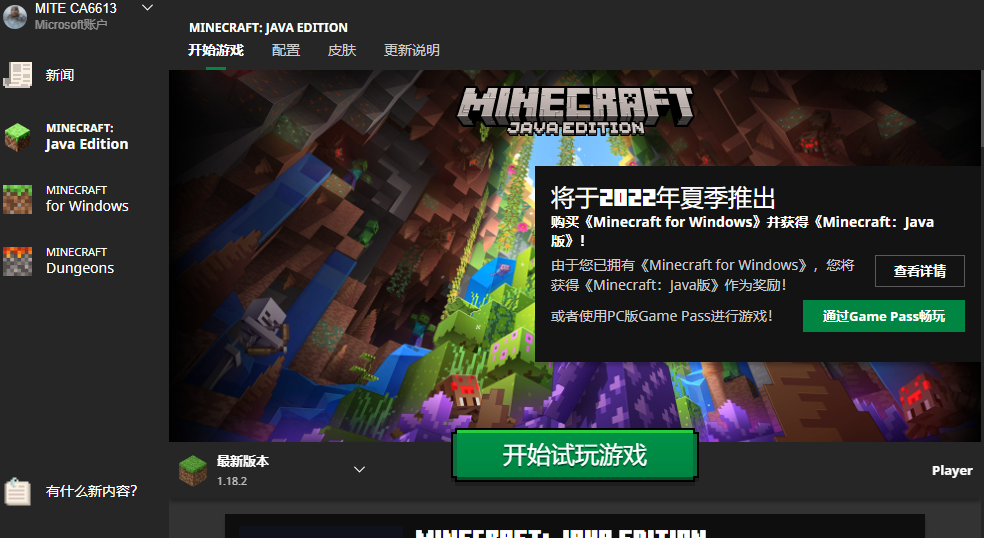 MITE CA6613
Microsoft账户
新闻
MINECRAFT:
Java Edition
MINECRAFT
for Windows
MINECRAFT
Dungeons
有什么新内容?
MINECRAFT: JAVA EDITION
开始游戏 配置 皮肤 更新说明
MINECRAFT
JAVA EDITION
将于2022年夏季推出
购买《Minecraft for Windows》并获得《Minecraft：Java
版》!
由于您已拥有《Minecraft for Windows》，您将
获得《Minecraft：Java版》作为奖励!
查看详情
或者使用PC版Game Pass进行游戏!
通过Game Pass畅玩
最新版本
1.18.2
开始试玩游戏
Player
MINECRAFT: JAVA EDITION